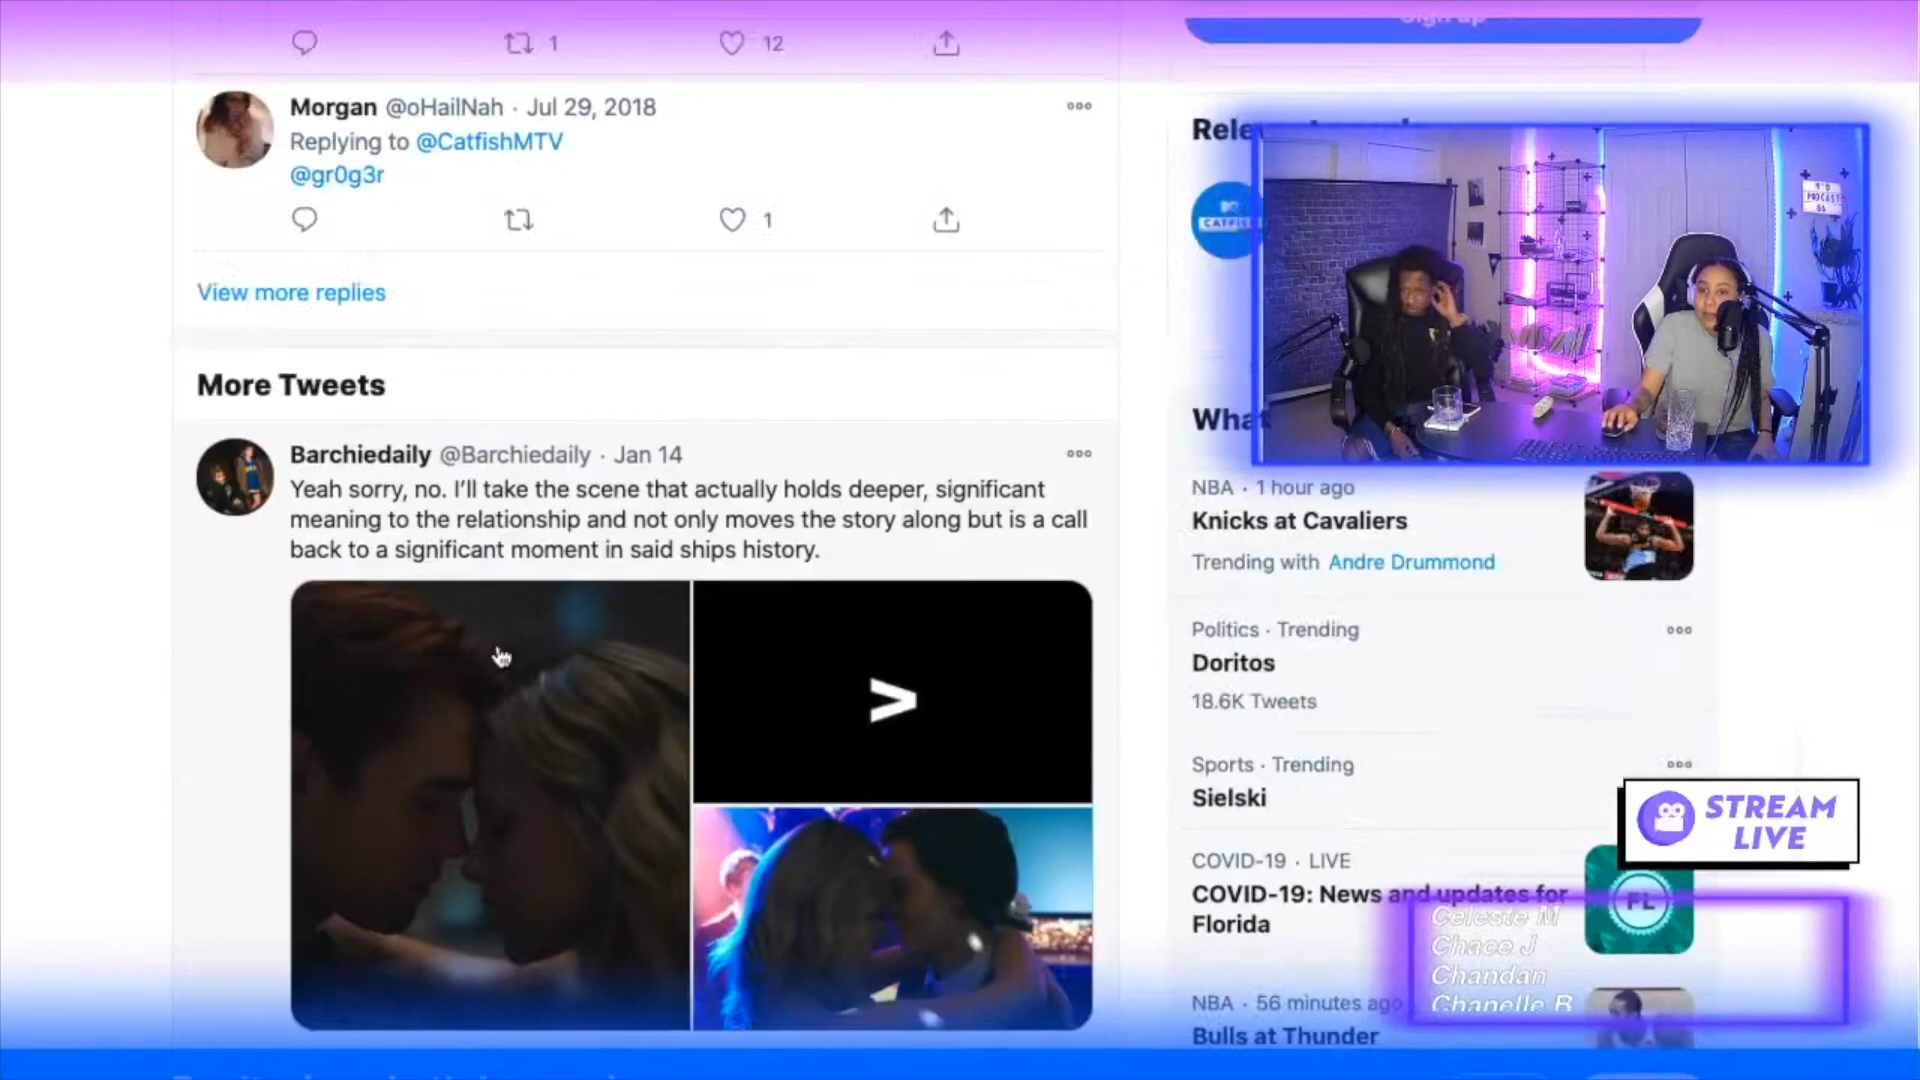 Sign up
1
12
Morgan @oHailNah · Jul 29, 2018
Replying to @CatfishMTV
@gr0g3r
1
View more replies
More Tweets
Barchiedaily @Barchiedaily · Jan 14
Yeah sorry, no. I'll take the scene that actually holds deeper, significant
meaning to the relationship and not only moves the story along but is a call
back to a significant moment in said ships history.
>
Rele
CATFIS
PODCAST
What
NBA · 1 hour ago
Knicks at Cavaliers
Trending with Andre Drummond
Politics · Trending
Doritos
18.6K Tweets
Sports · Trending
Sielski
STREAM
LIVE
COVID-19 · LIVE
COVID-19: News and updates for
Florida
FL
Celeste M
Chace J
Chandan
Chapelle B
NBA · 56 minutes ago
Bulls at Thunder